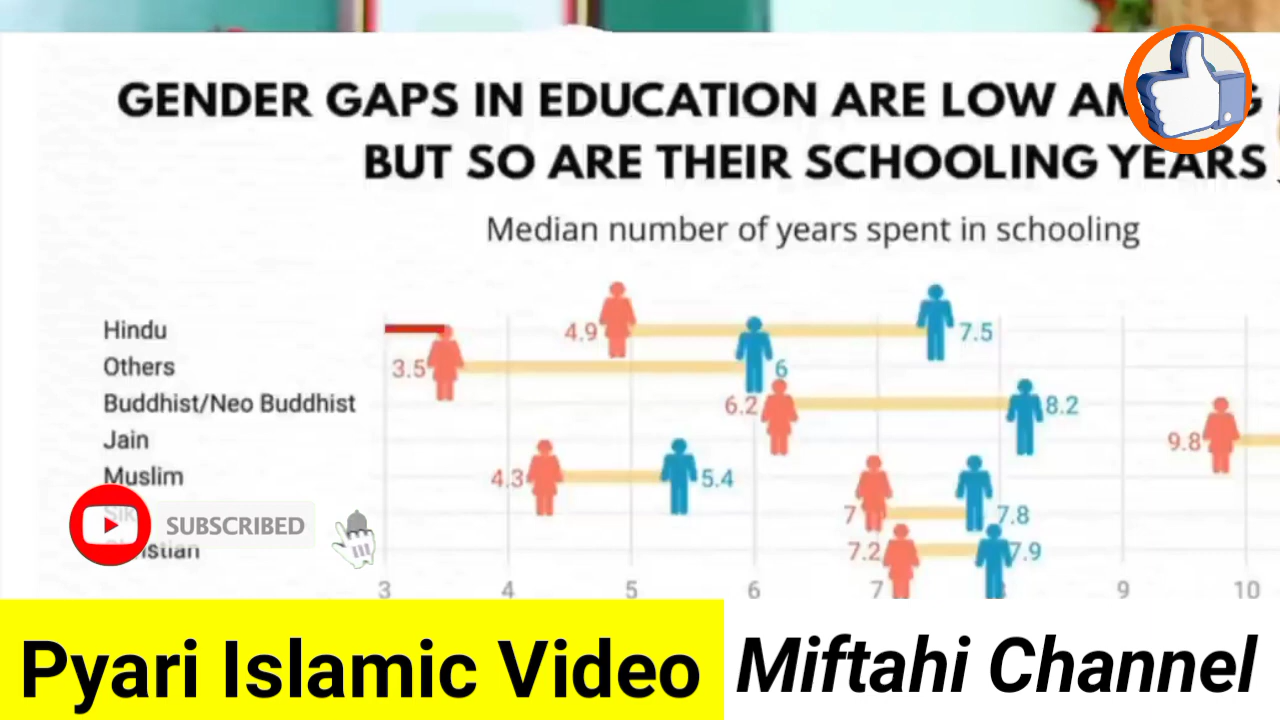 GENDER GAPS IN EDUCATION ARE LOW
BUT SO ARE THEIR SCHOOLING YEARS
Median number of years spent in schooling
Hindu 4.9 7.5
Others 3.5 6
Buddhist/Neo Buddhist 6.2 8.2
Jain 9.8
Muslim 4.3 5.4
7 7.8
SUBSCRIBED
7.2 7.9
3 4 5 6 7 8 9 10
Pyari Islamic Video Miftahi Channel